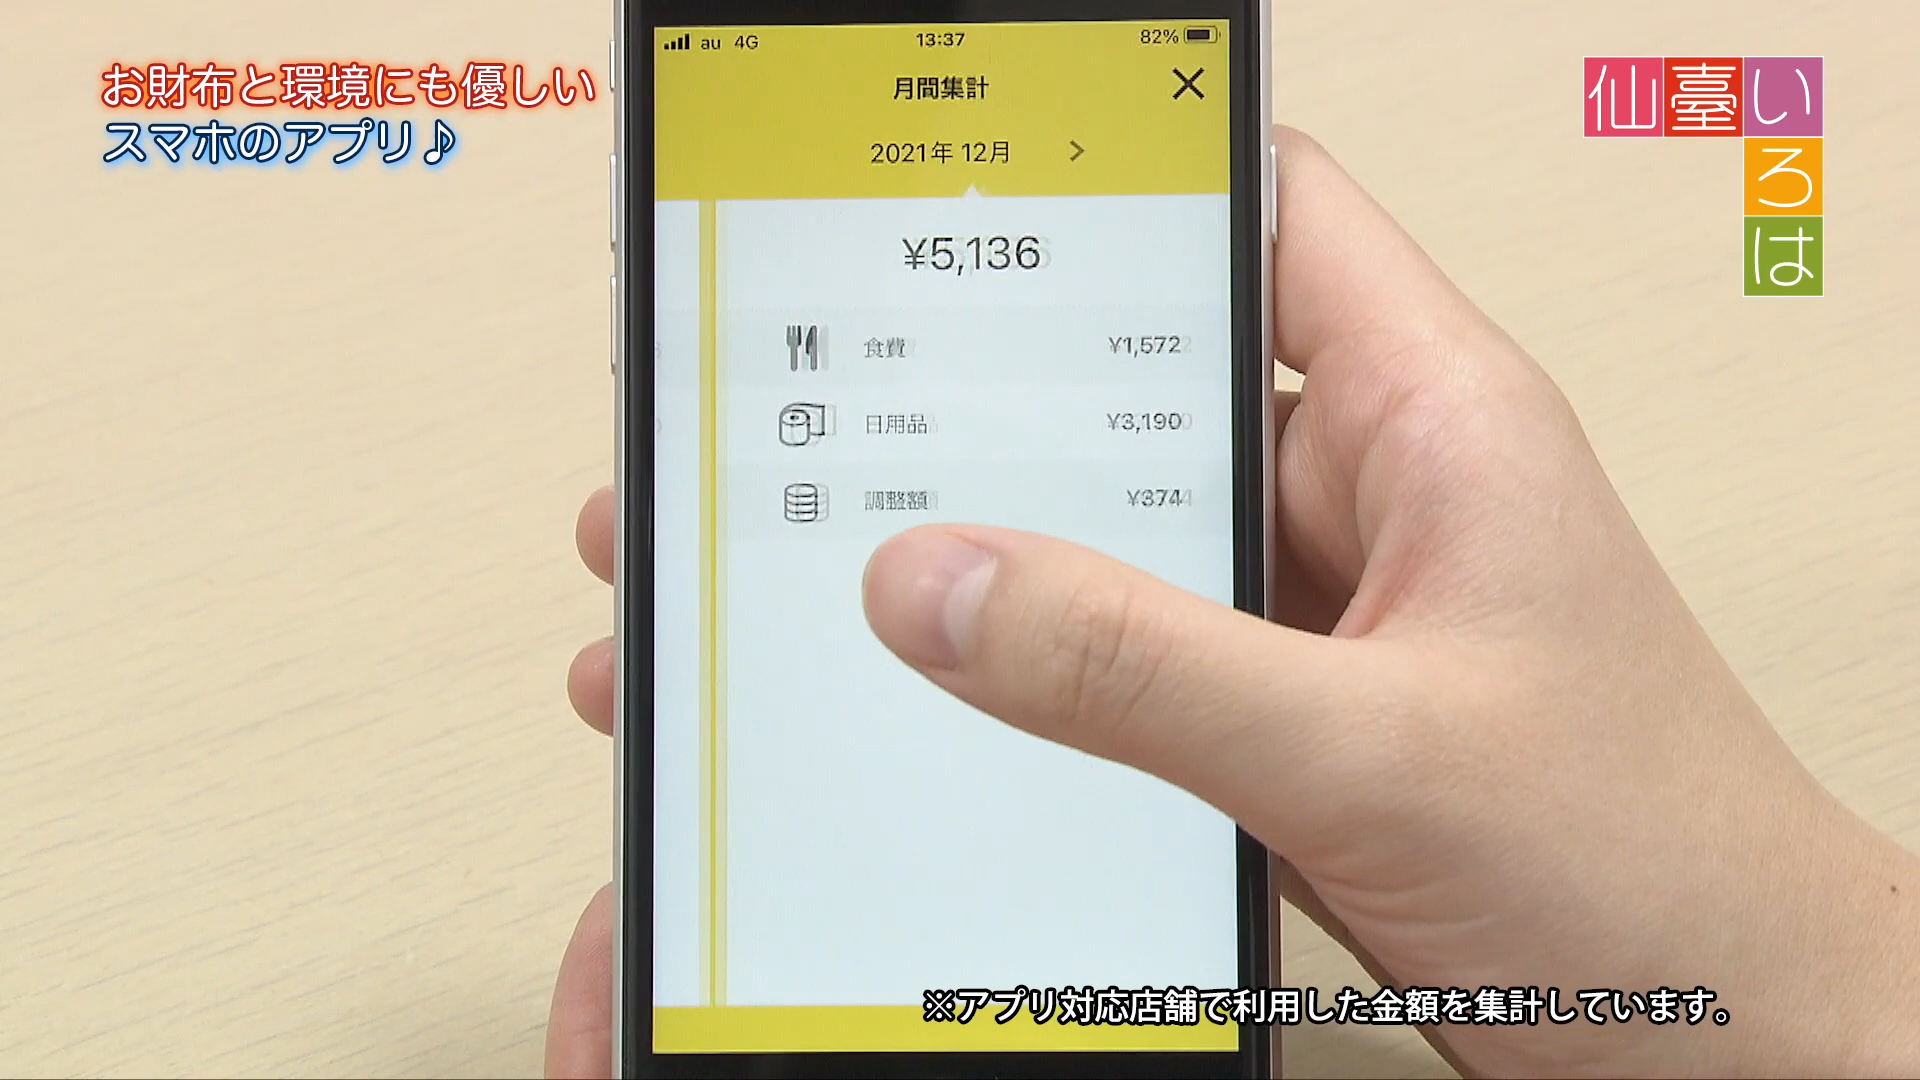 お財布と環境にも優しい
スマホのアプリ♪
仙臺いろは
au 4G 13:37 82%
月間集計
2021年 12月
¥5,136
食費 ¥1,572
日用品 ¥3,190
調整額 ¥374
※アプリ対応店舗で利用した金額を集計しています。